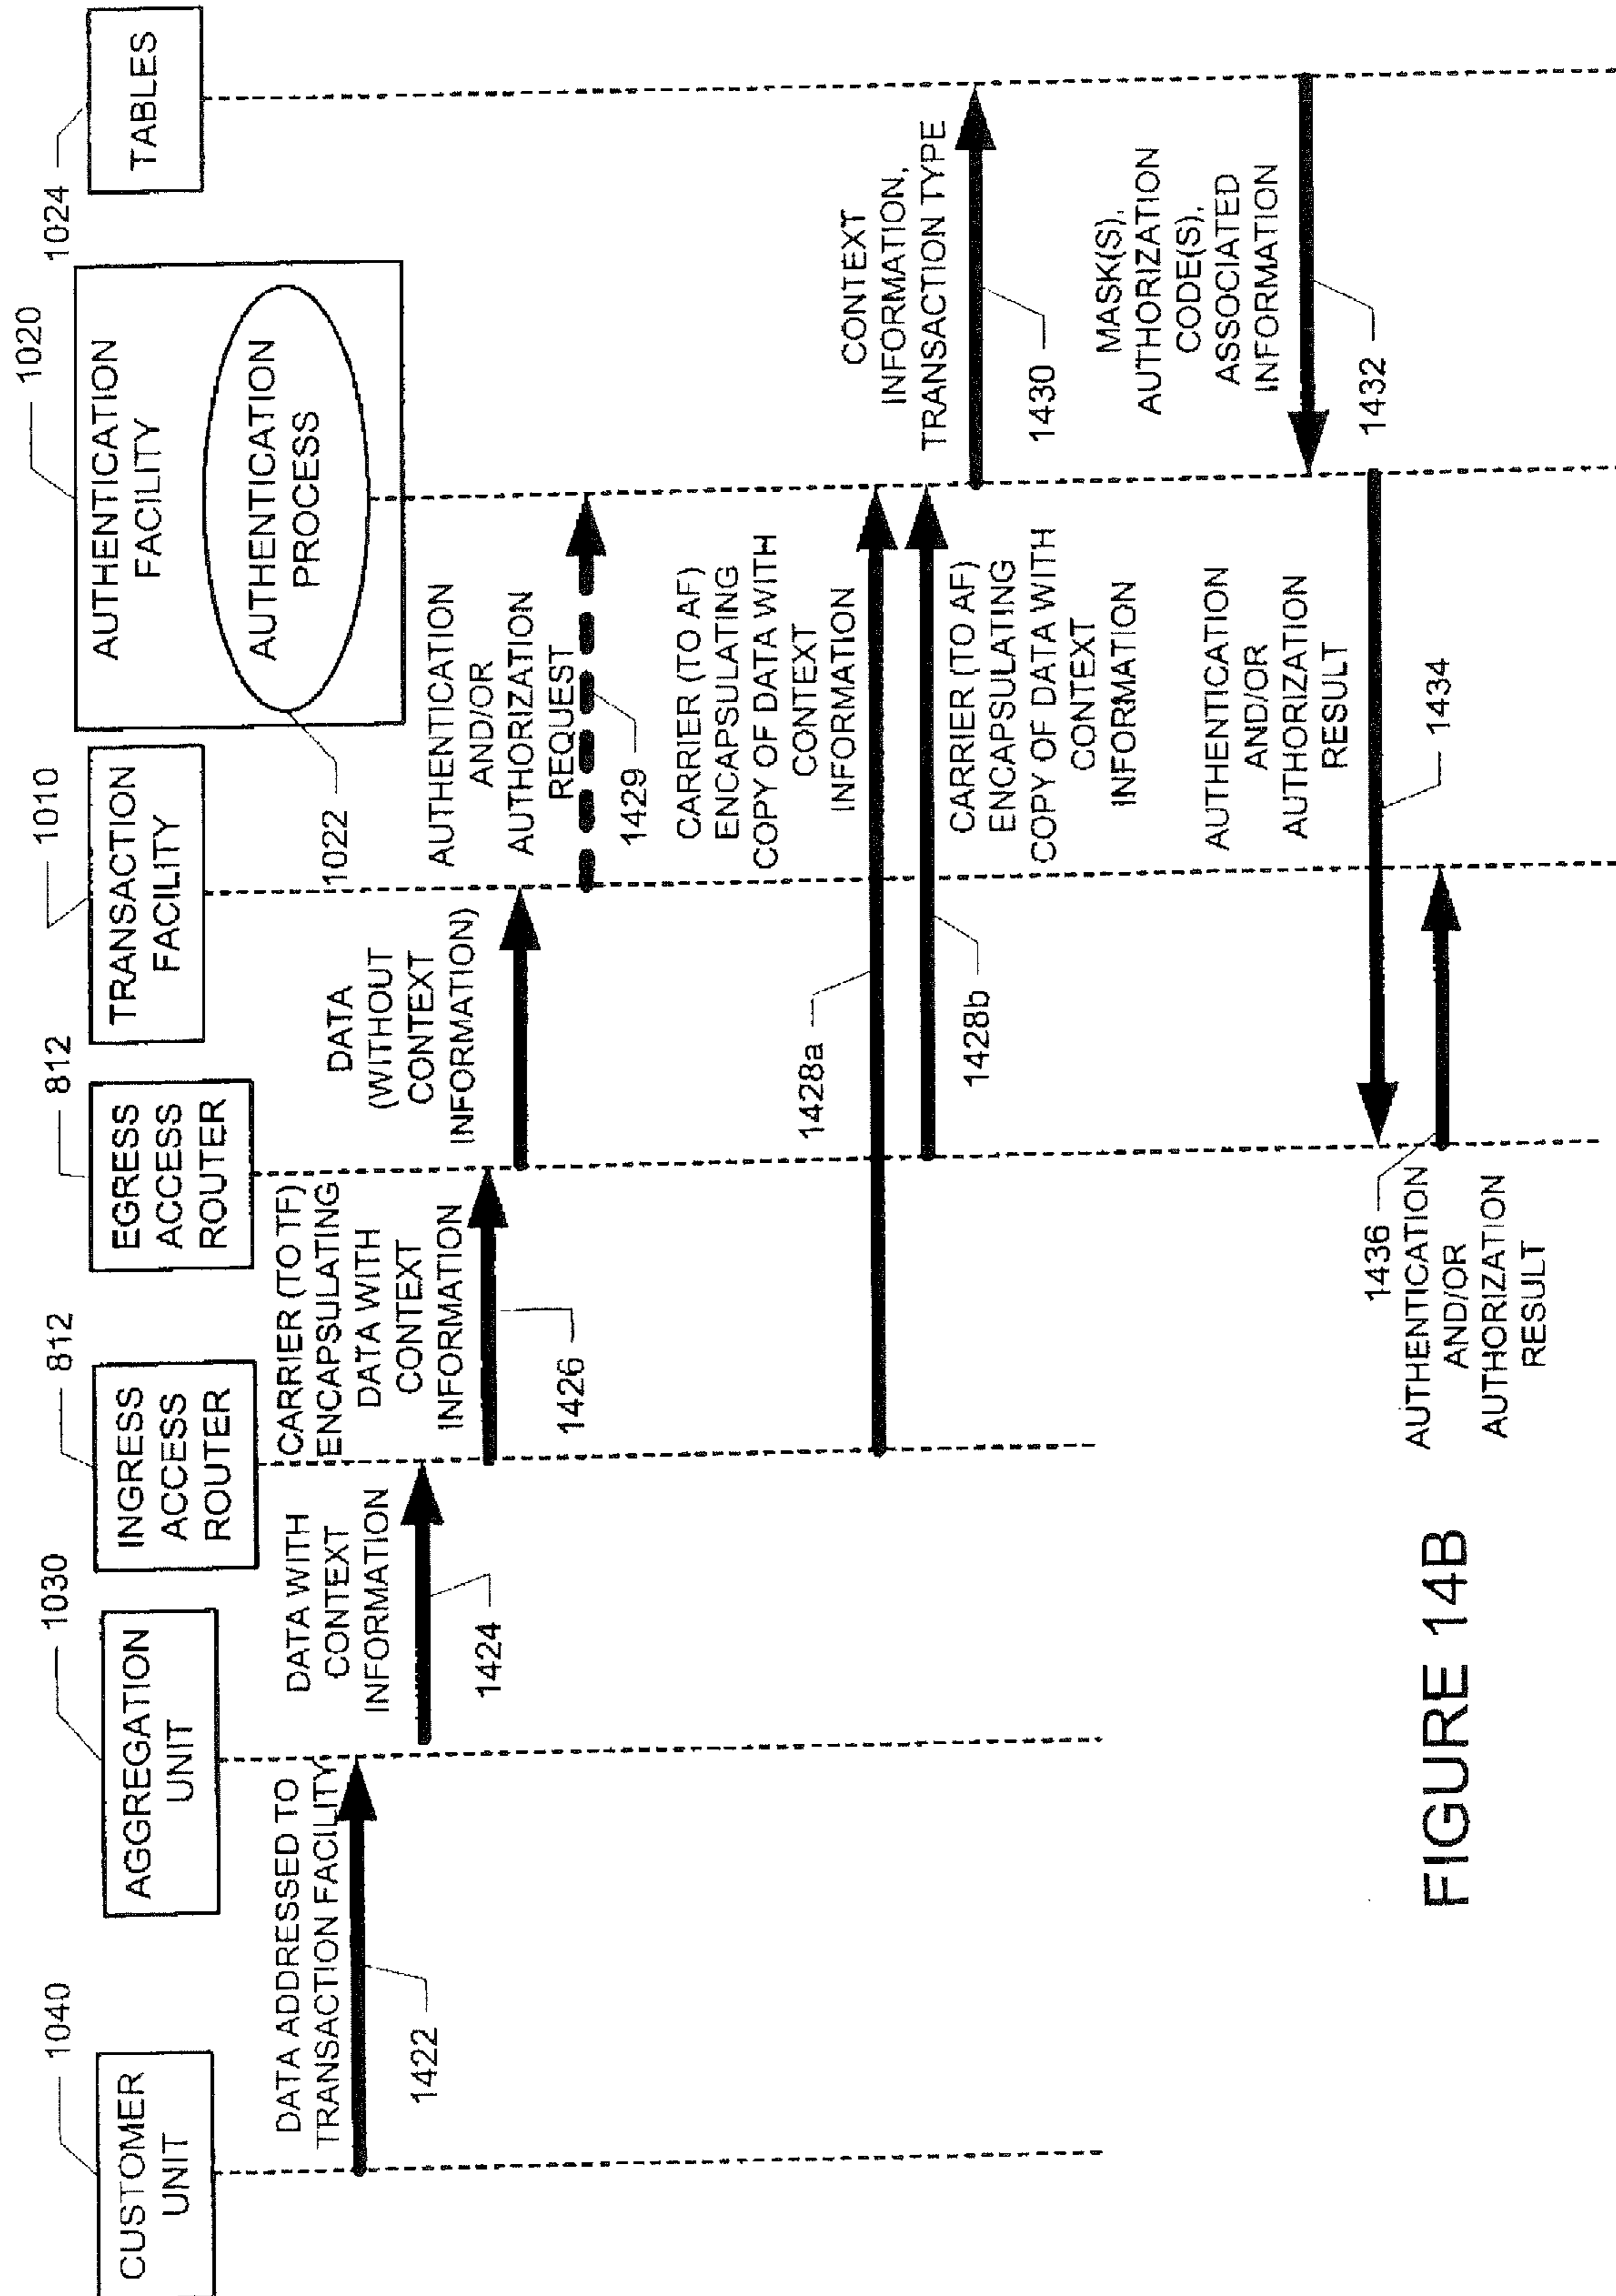 1040
CUSTOMER
UNIT
1030
AGGREGATION
UNIT
812
INGRESS
ACCESS
ROUTER
812
EGRESS
ACCESS
ROUTER
1010
TRANSACTION
FACILITY
1020
AUTHENTICATION
FACILITY
AUTHENTICATION
PROCESS
1022
1024
TABLES
DATA ADDRESSED TO
TRANSACTION FACILITY
1422
DATA WITH
CONTEXT
INFORMATION
1424
CARRIER (TO TF)
ENCAPSULATING
DATA WITH
CONTEXT
INFORMATION
1426
DATA
(WITHOUT
CONTEXT
INFORMATION)
AUTHENTICATION
AND/OR
AUTHORIZATION
REQUEST
1429
CARRIER (TO AF)
ENCAPSULATING
COPY OF DATA WITH
CONTEXT
INFORMATION
1428a
1428b
CARRIER (TO AF)
ENCAPSULATING
COPY OF DATA WITH
CONTEXT
INFORMATION
CONTEXT
INFORMATION,
TRANSACTION TYPE
1430
MASK(S),
AUTHORIZATION
CODE(S),
ASSOCIATED
INFORMATION
1432
AUTHENTICATION
AND/OR
AUTHORIZATION
RESULT
1434
1436
AUTHENTICATION
AND/OR
AUTHORIZATION
RESULT
FIGURE 14B